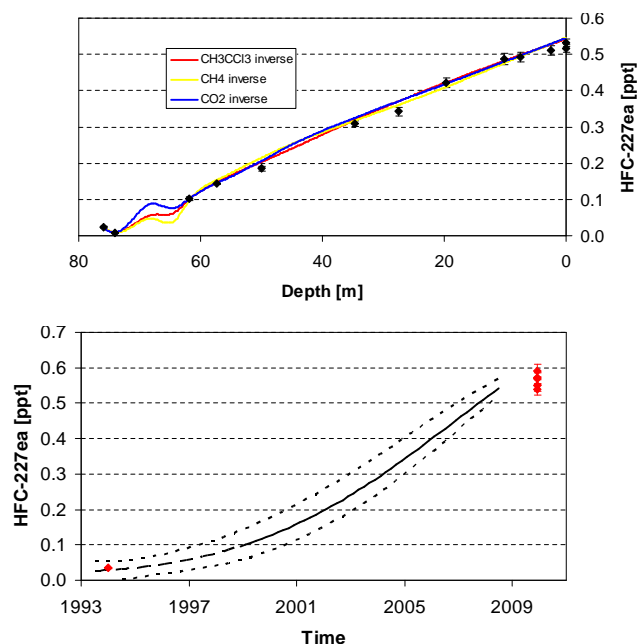 0.6
CH3CCl3 inverse
CH4 inverse
CO2 inverse
0.5
0.4
0.3
0.2
0.1
0.0
HFC-227ea [ppt]
80 60 40 20 0
Depth [m]
0.7
0.6
0.5
0.4
0.3
0.2
0.1
0.0
HFC-227ea [ppt]
1993 1997 2001 2005 2009
Time